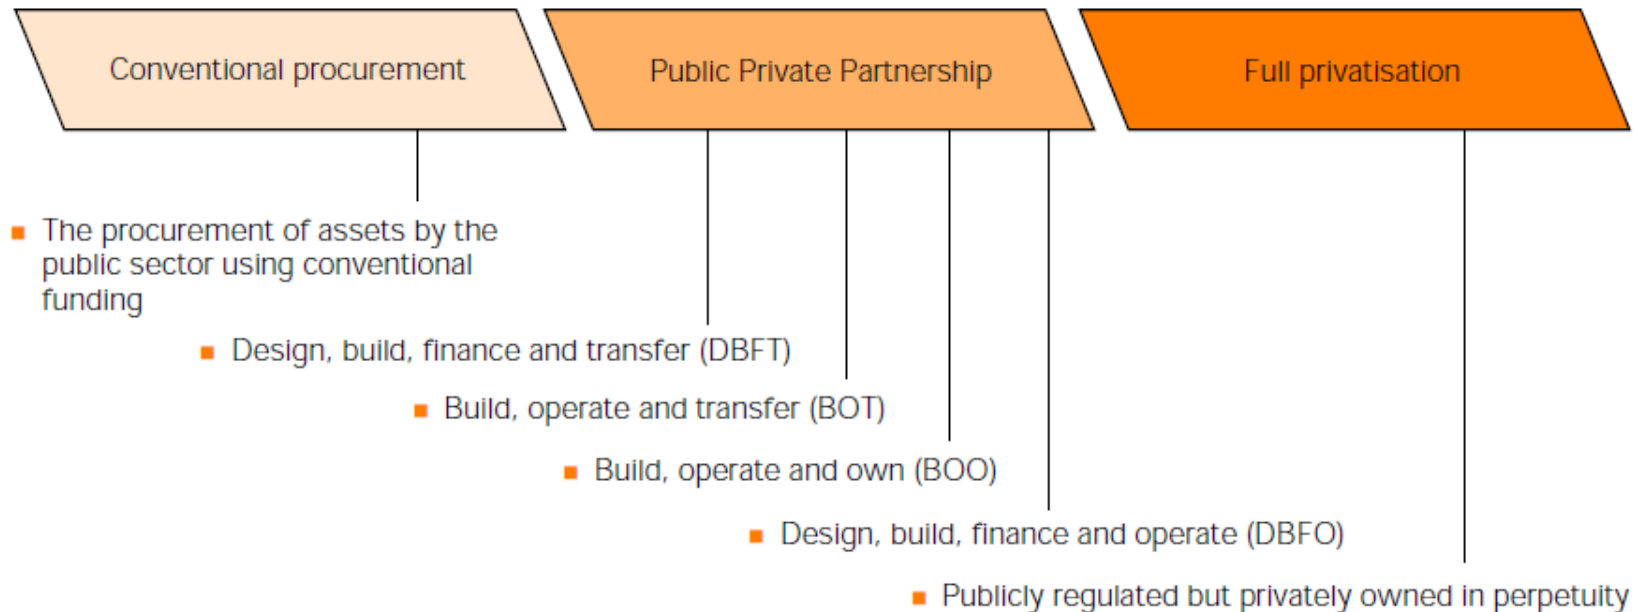 Conventional procurement
Public Private Partnership
Full privatisation
The procurement of assets by the
public sector using conventional
funding
Design, build, finance and transfer (DBFT)
Build, operate and transfer (BOT)
Build, operate and own (BOO)
Design, build, finance and operate (DBFO)
Publicly regulated but privately owned in perpetuity